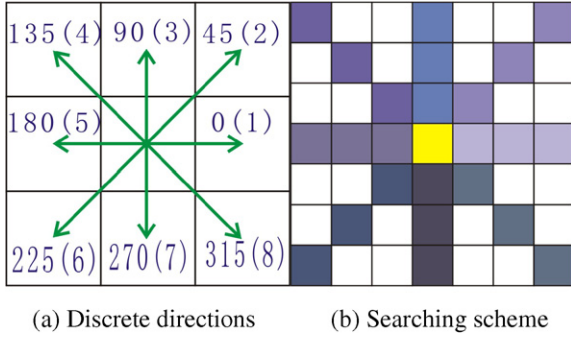 135(4) 90(3) 45(2)
180(5) 0(1)
225(6) 270(7) 315(8)
(a) Discrete directions
(b) Searching scheme